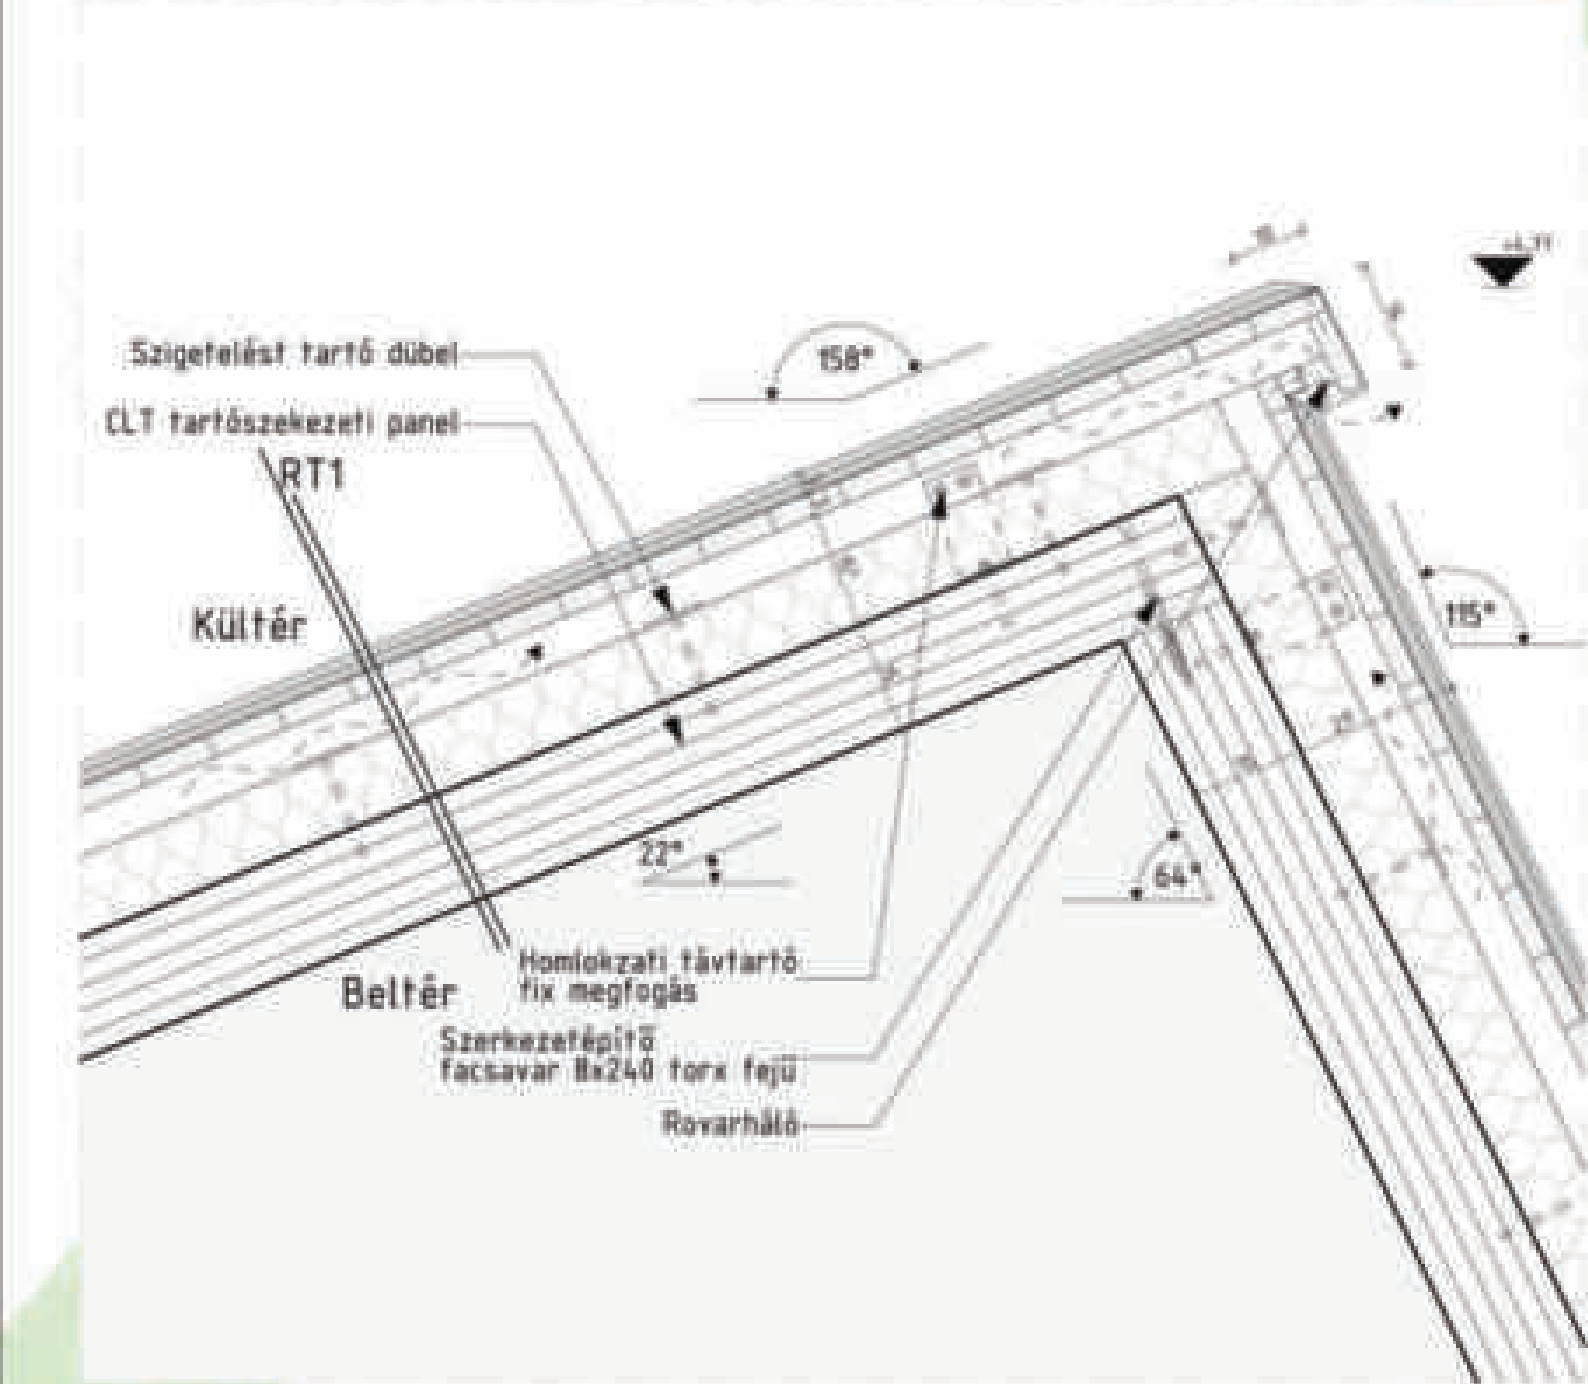 158°
Szigetelést tartó dübel
CLT tartószekezeti panel
RT1
Kültér
115°
22°
64°
Homlokzati távtartó
fix megfogás
Beltér
Szerkezetépítő
facsavar 8x240 torx fejű
Rovarháló